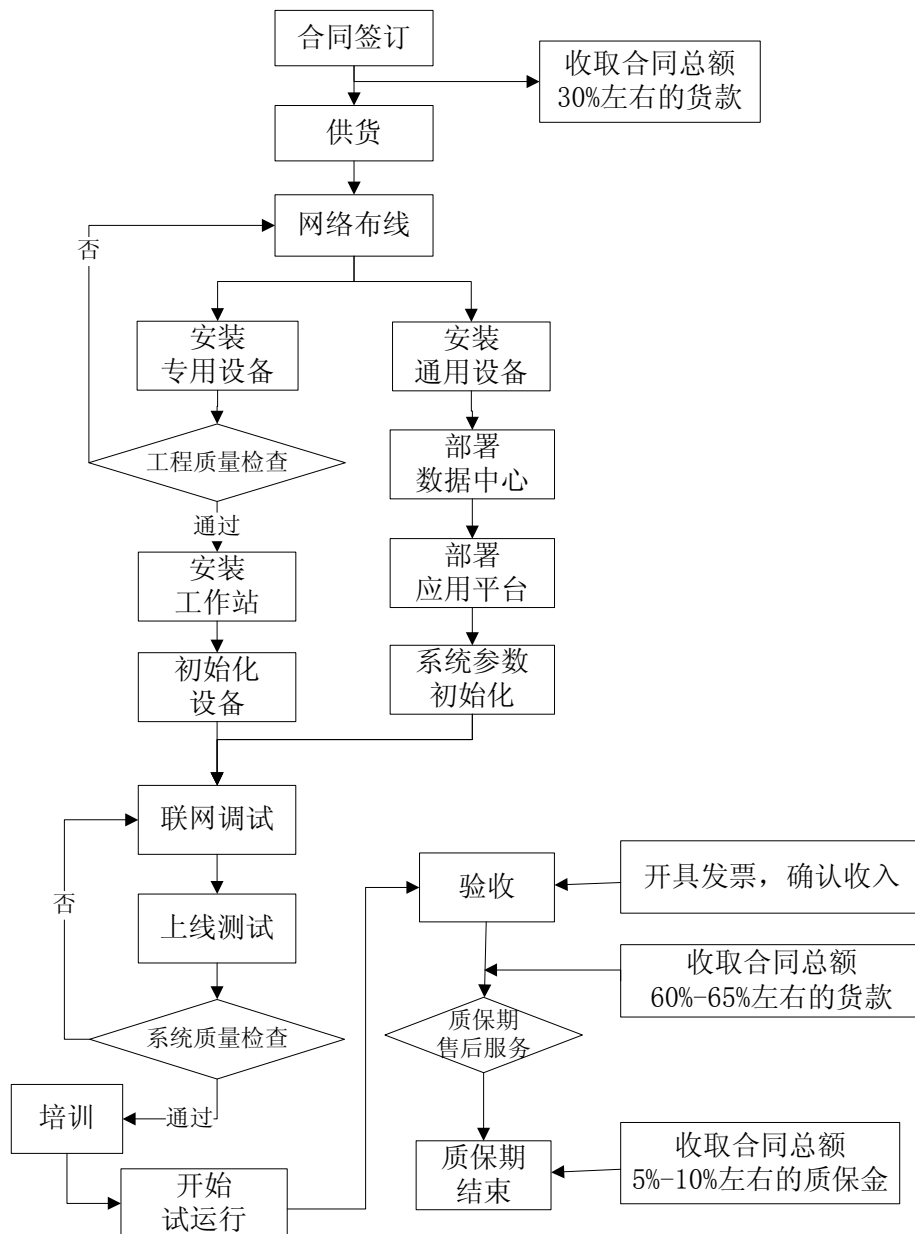 合同签订
收取合同总额
30%左右的货款
供货
网络布线
否
安装
专用设备
安装
通用设备
工程质量检查
部署
数据中心
通过
安装
工作站
部署
应用平台
初始化
设备
系统参数
初始化
联网调试
否
上线测试
系统质量检查
通过
培训
开始
试运行
验收
开具发票，确认收入
收取合同总额
60%-65%左右的货款
质保期
售后服务
质保期
结束
收取合同总额
5%-10%左右的质保金